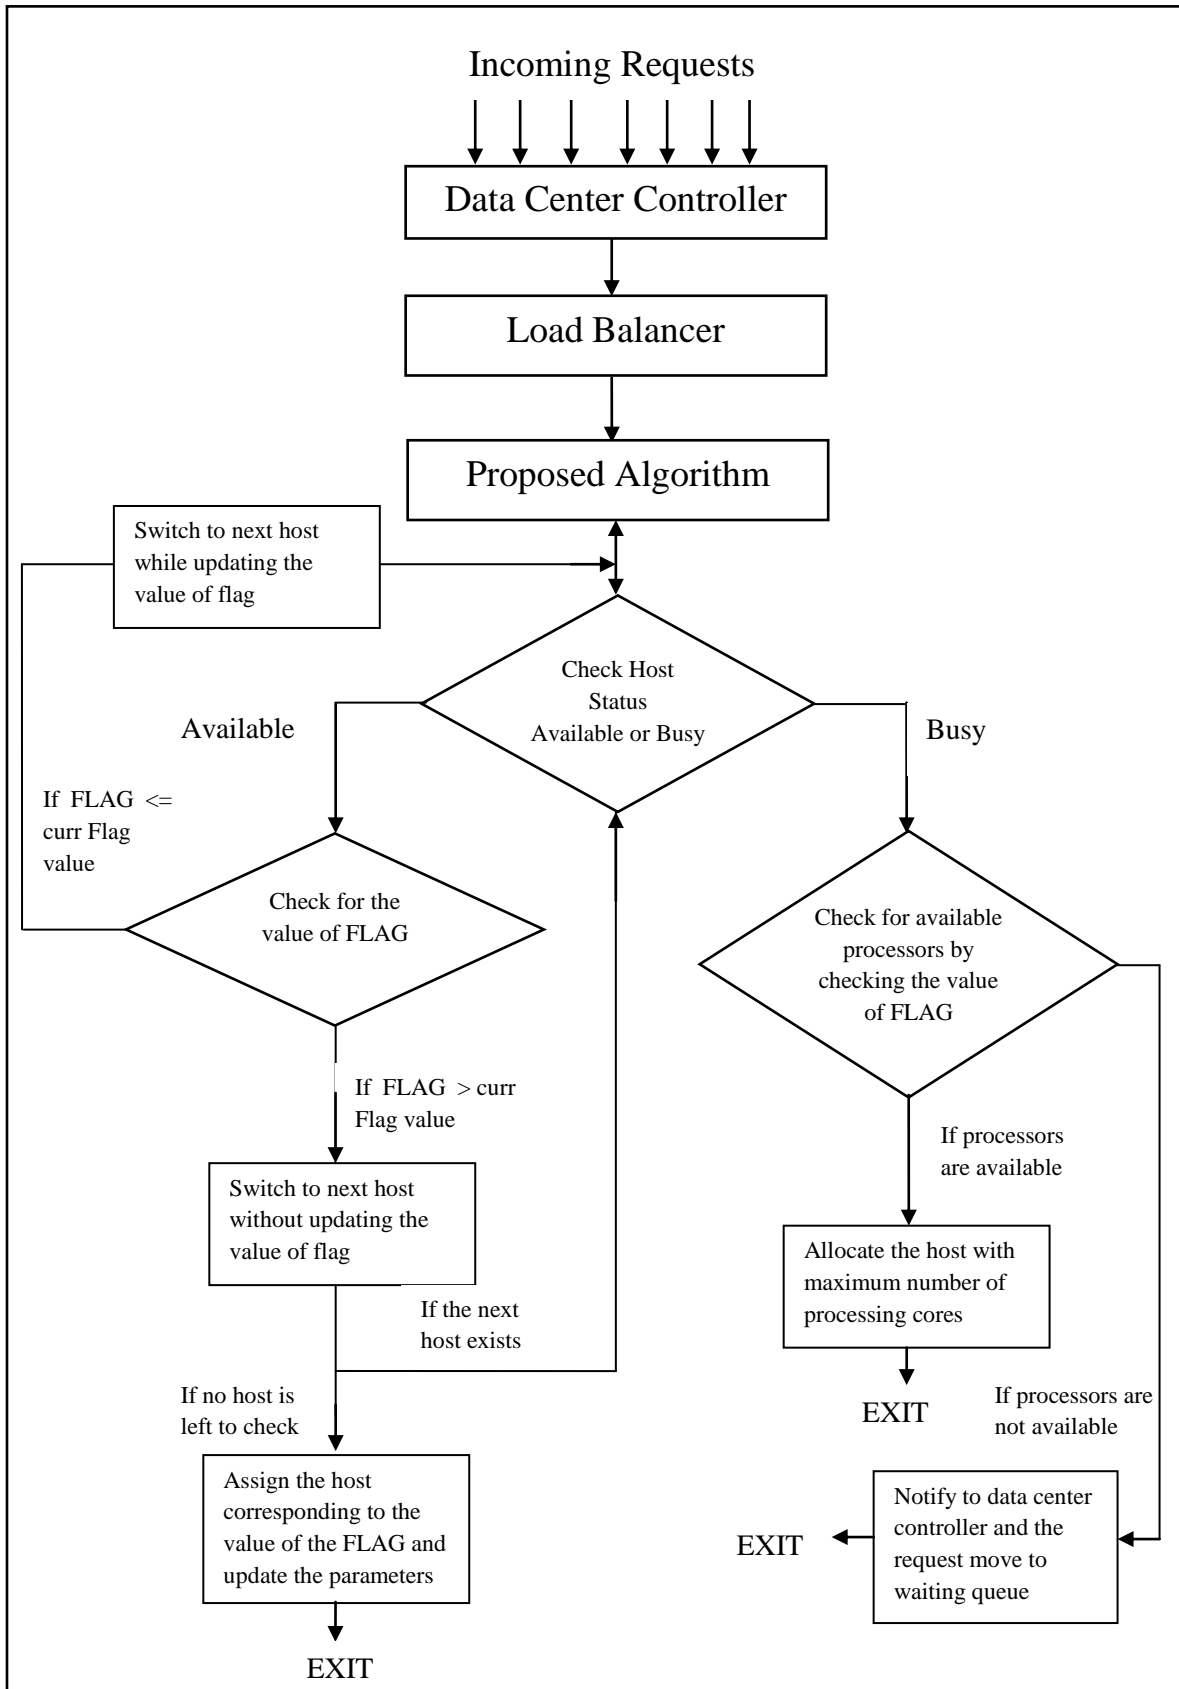 Incoming Requests
Data Center Controller
Load Balancer
Proposed Algorithm
Switch to next host
while updating the
value of flag
Check Host
Status
Available or Busy
Available
Busy
If FLAG <=
curr Flag
value
Check for the
value of FLAG
Check for available
processors by
checking the value
of FLAG
If FLAG > curr
Flag value
If processors
are available
Switch to next host
without updating the
value of flag
Allocate the host with
maximum number of
processing cores
If the next
host exists
If no host is
left to check
EXIT
If processors are
not available
Assign the host
corresponding to the
value of the FLAG and
update the parameters
Notify to data center
controller and the
request move to
waiting queue
EXIT
EXIT